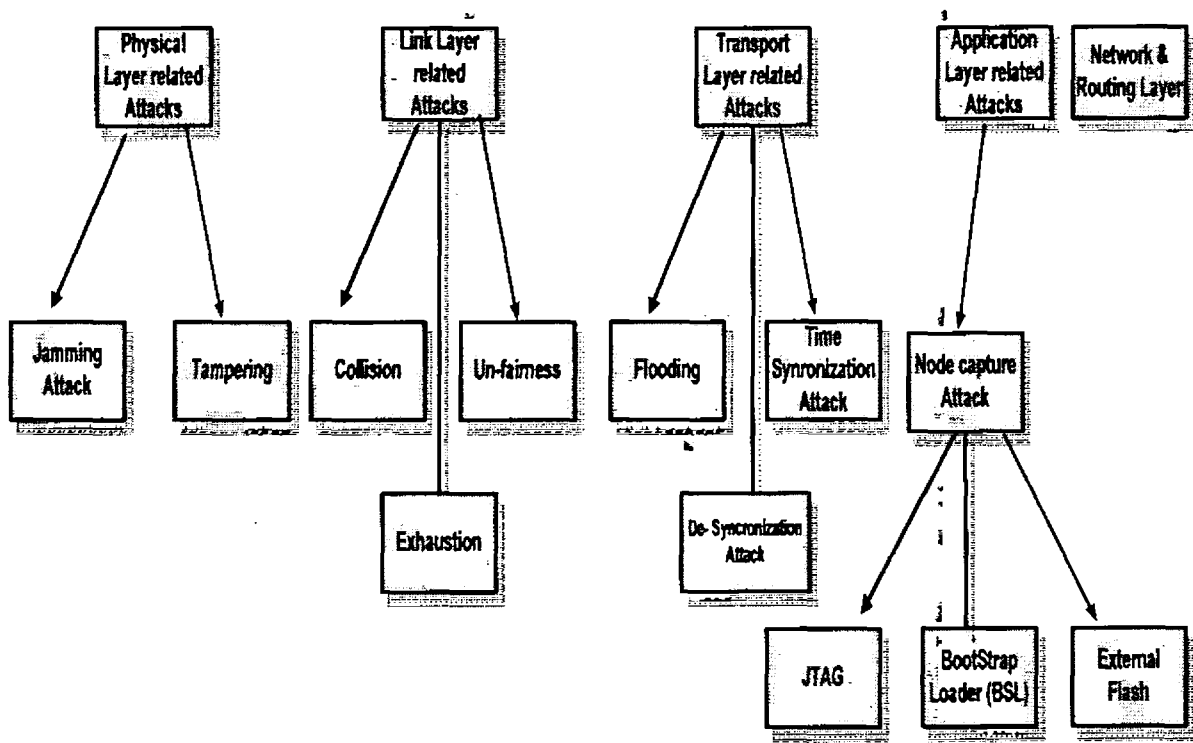 Physical
Layer related
Attacks
Link Layer
related
Attacks
Transport
Layer related
Attacks
Application
Layer related
Attacks
Network &
Routing Layer
Jamming
Attack
Tampering
Collision
Un-fairness
Flooding
Time
Synronization
Attack
Node capture
Attack
Exhaustion
De- Syncronization
Attack
JTAG
BootStrap
Loader (BSL)
External
Flash